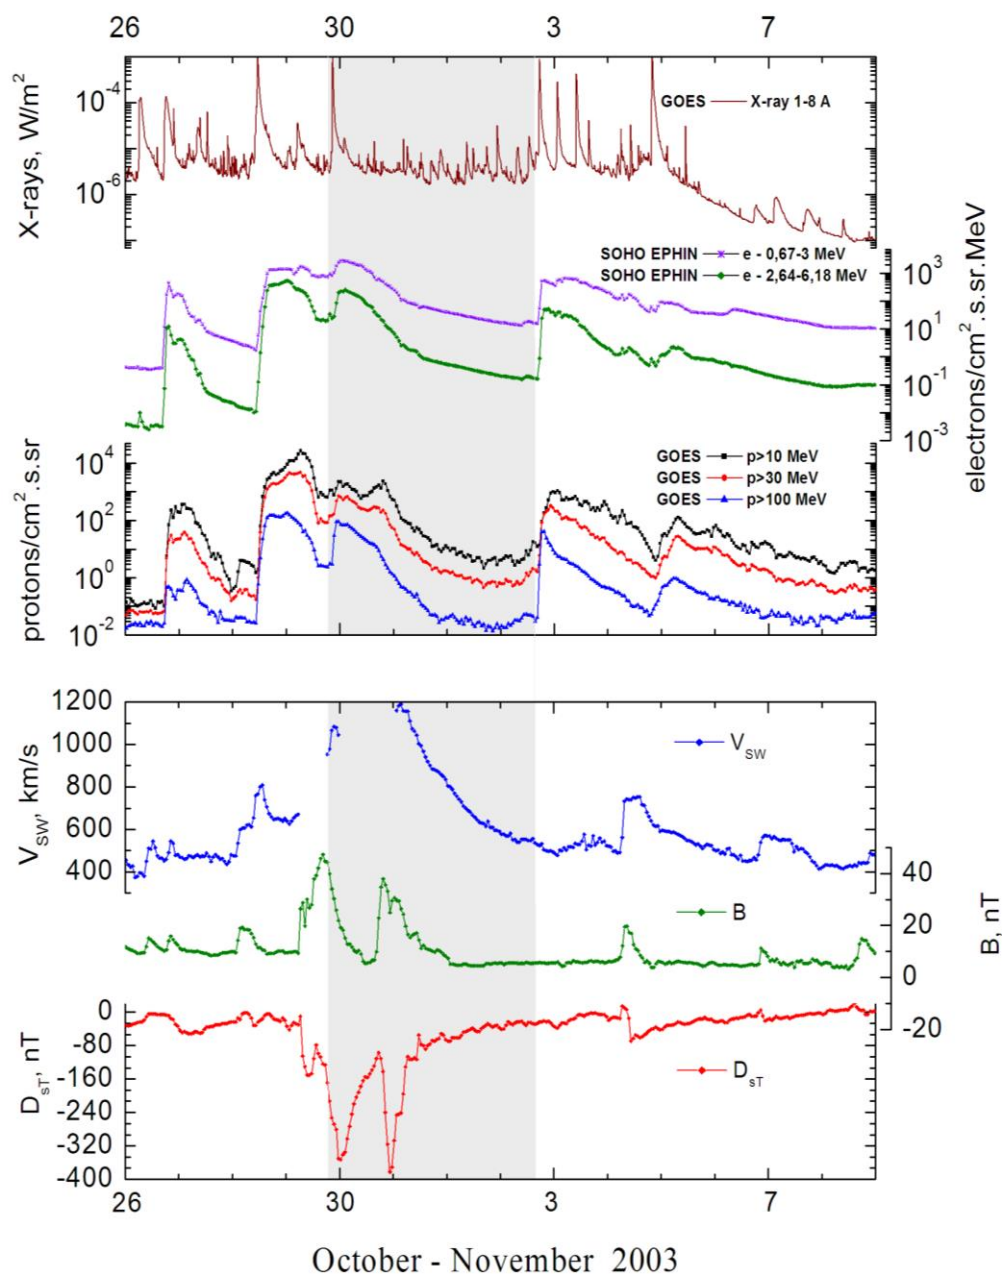 26 30 3 7
X-rays, W/m²
10⁻⁴
10⁻⁶
GOES X-ray 1-8 A
SOHO EPHIN e - 0,67-3 MeV
SOHO EPHIN e - 2,64-6,18 MeV
10³
10¹
10⁻¹
10⁻³
electrons/cm².s.sr.MeV
protons/cm².s.sr
10⁴
10²
10⁰
10⁻²
GOES p>10 MeV
GOES p>30 MeV
GOES p>100 MeV
V_SW, km/s
1200
1000
800
600
400
V_SW
B
40
20
0
-20
B, nT
D_sT, nT
0
-80
-160
-240
-320
-400
D_sT
26 30 3 7
October - November 2003